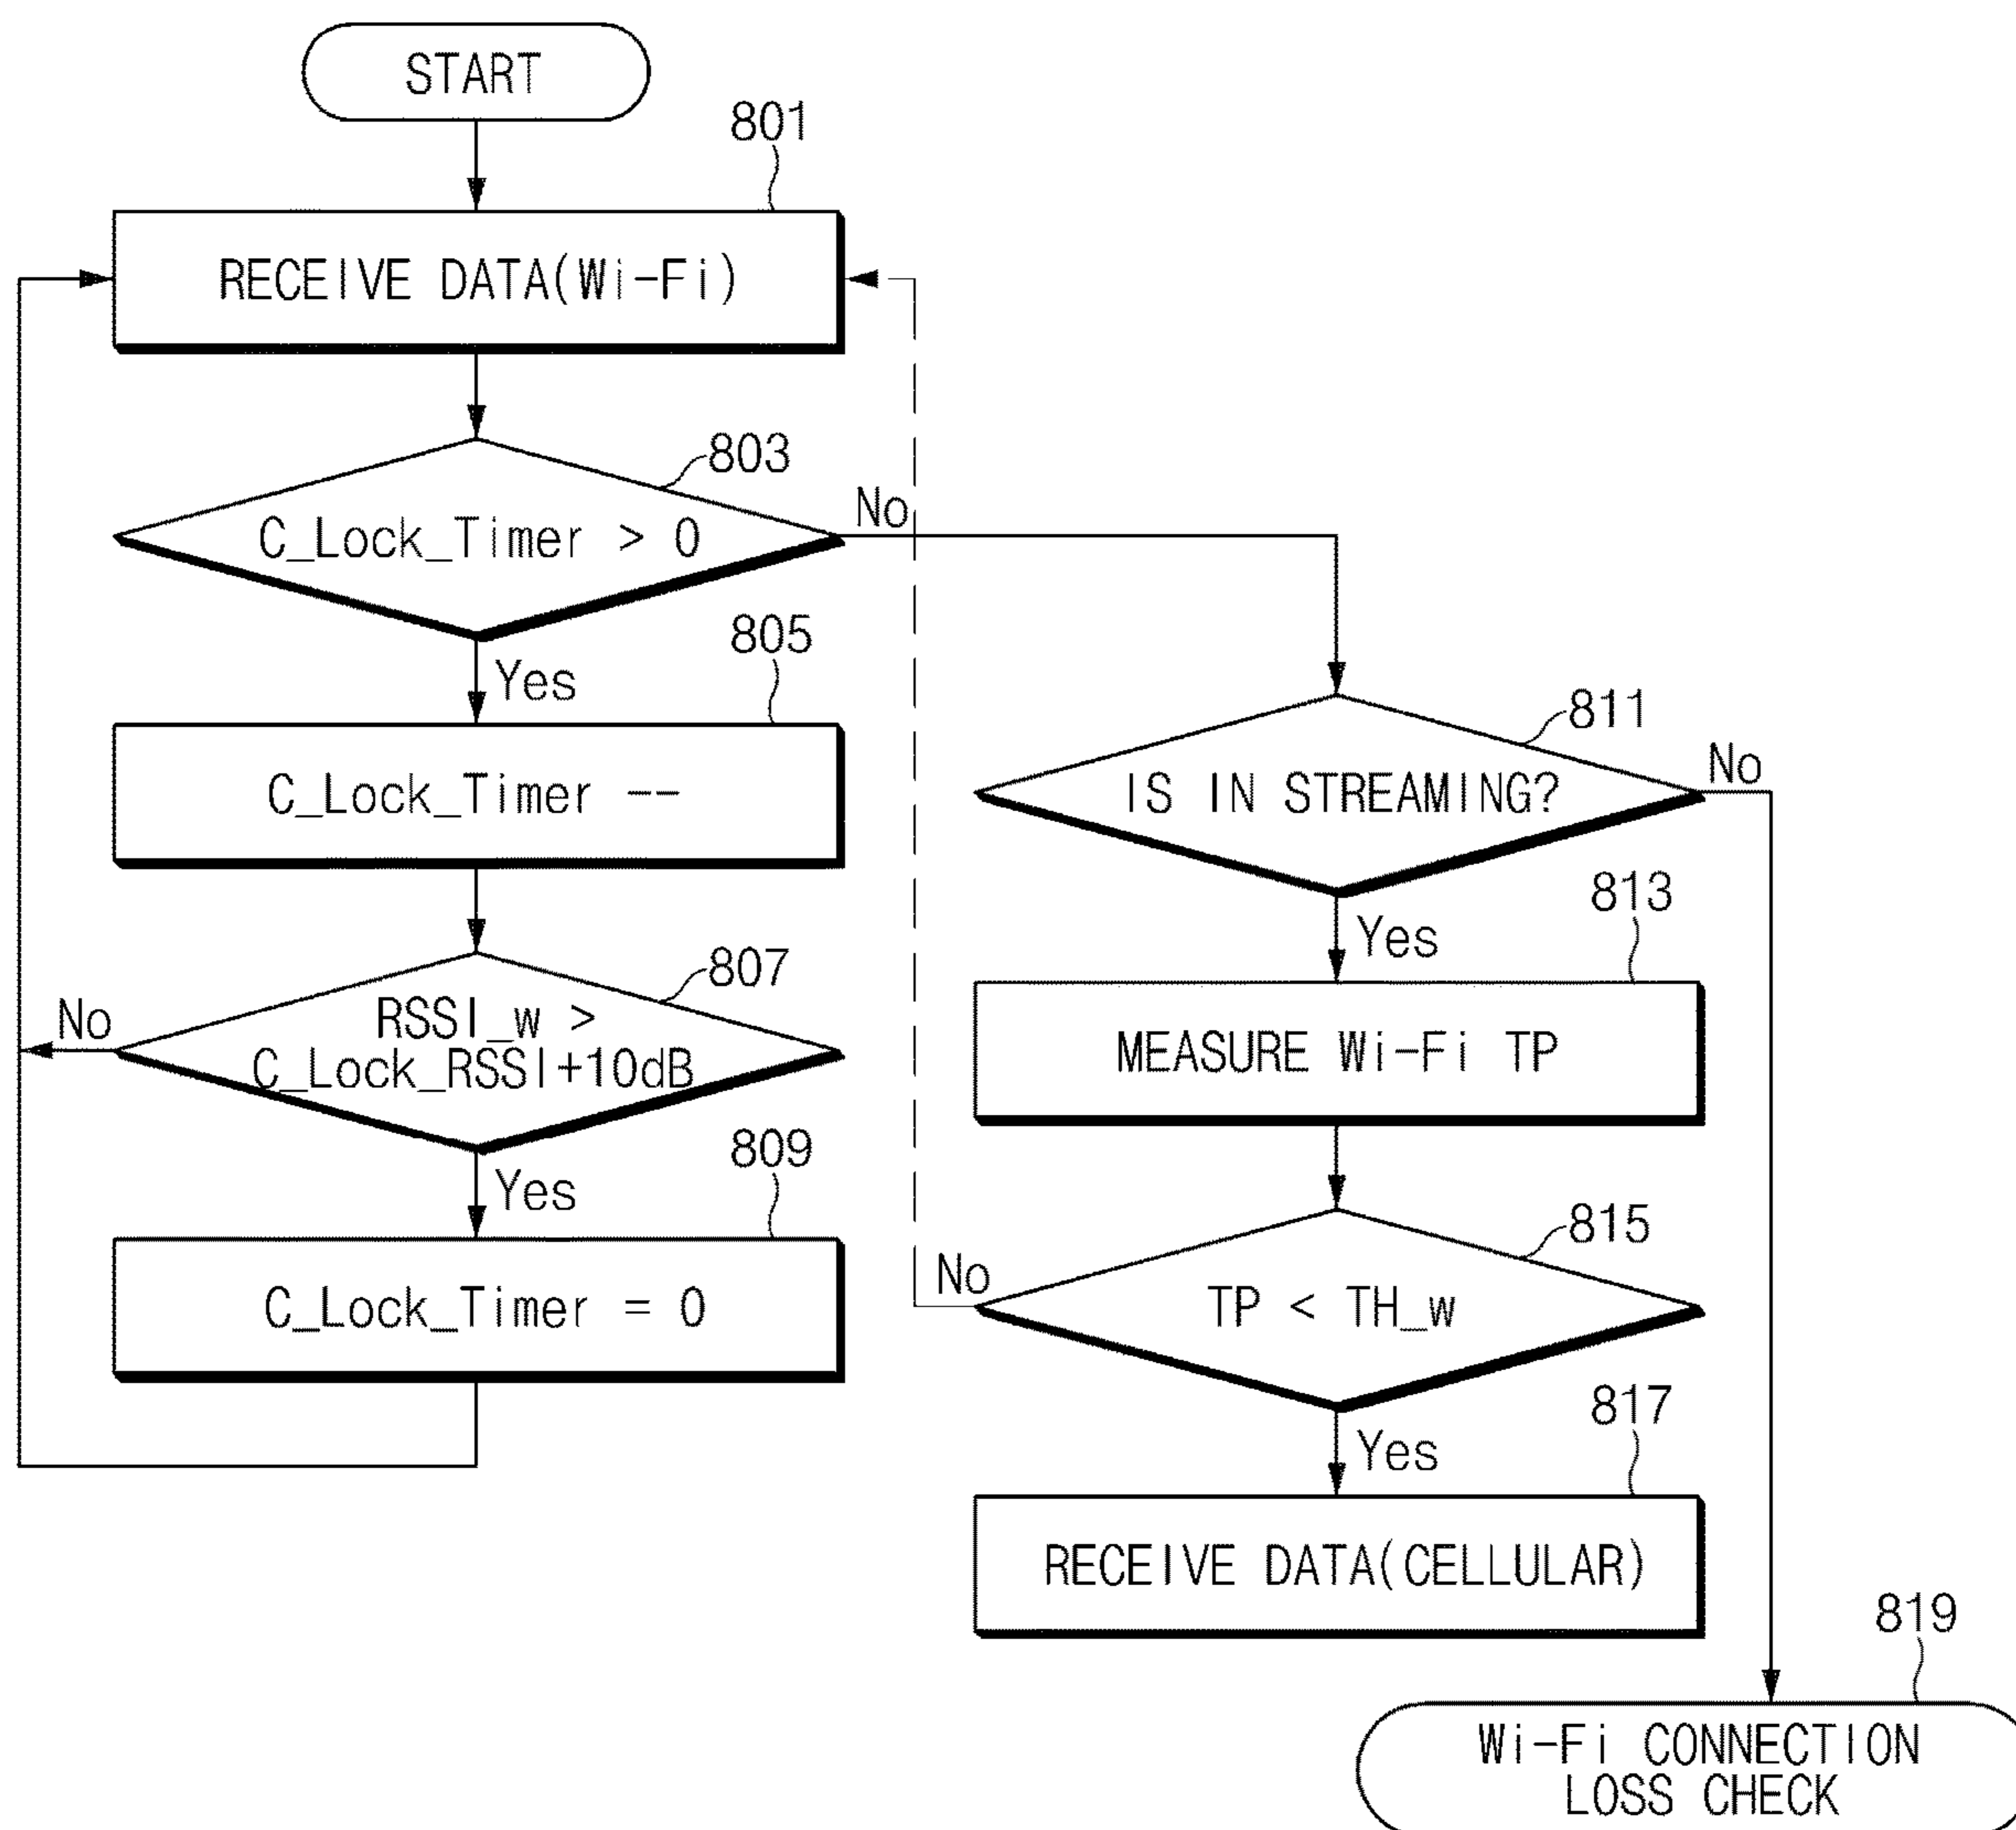 START
801
RECEIVE DATA(Wi-Fi)
803
C_Lock_Timer > 0
No
Yes
805
C_Lock_Timer --
807
RSSI_w >
C_Lock_RSSI+10dB
No
Yes
809
C_Lock_Timer = 0
811
IS IN STREAMING?
No
Yes
813
MEASURE Wi-Fi TP
815
TP < TH_w
No
Yes
817
RECEIVE DATA(CELLULAR)
819
Wi-Fi CONNECTION
LOSS CHECK